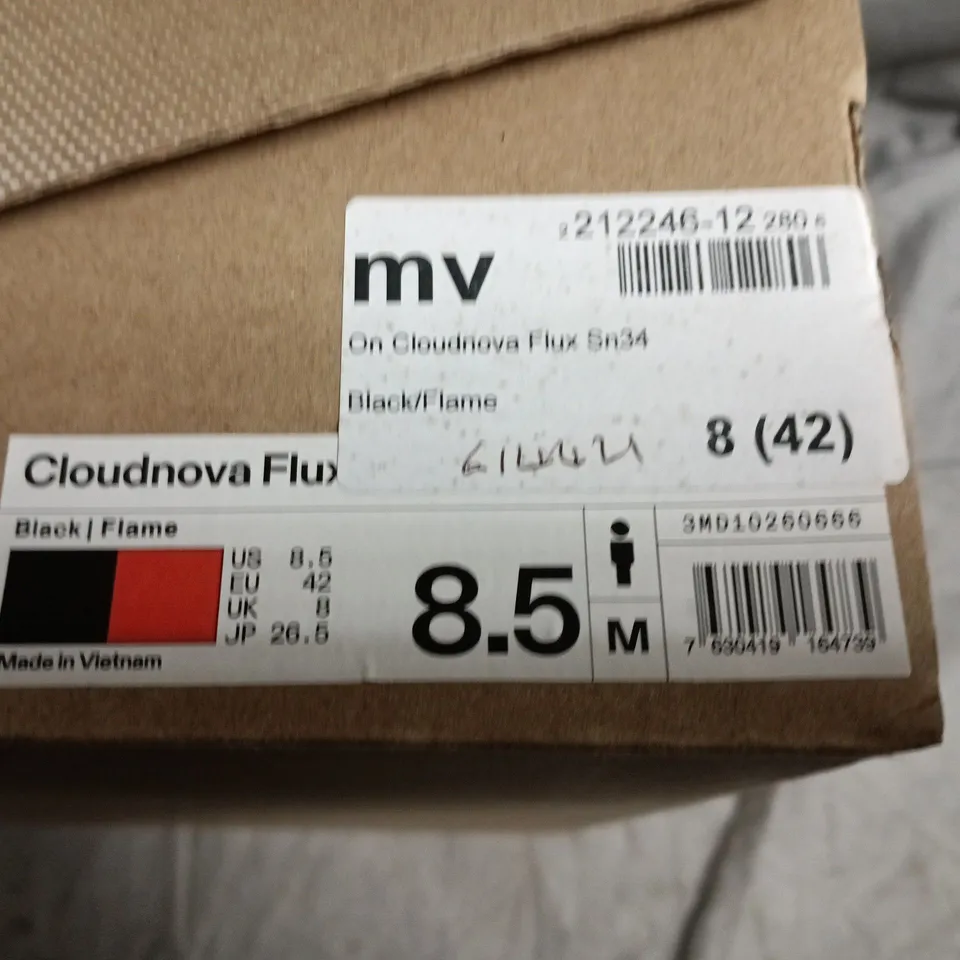 212246-12 280 6
mv
On Cloudnova Flux Sn34
Black/Flame
8 (42)
Cloudnova Flux
Black | Flame
US 8.5
EU 42
UK 8
JP 26.5
Made in Vietnam
8.5
M
3MD10260666
7 630419 164739